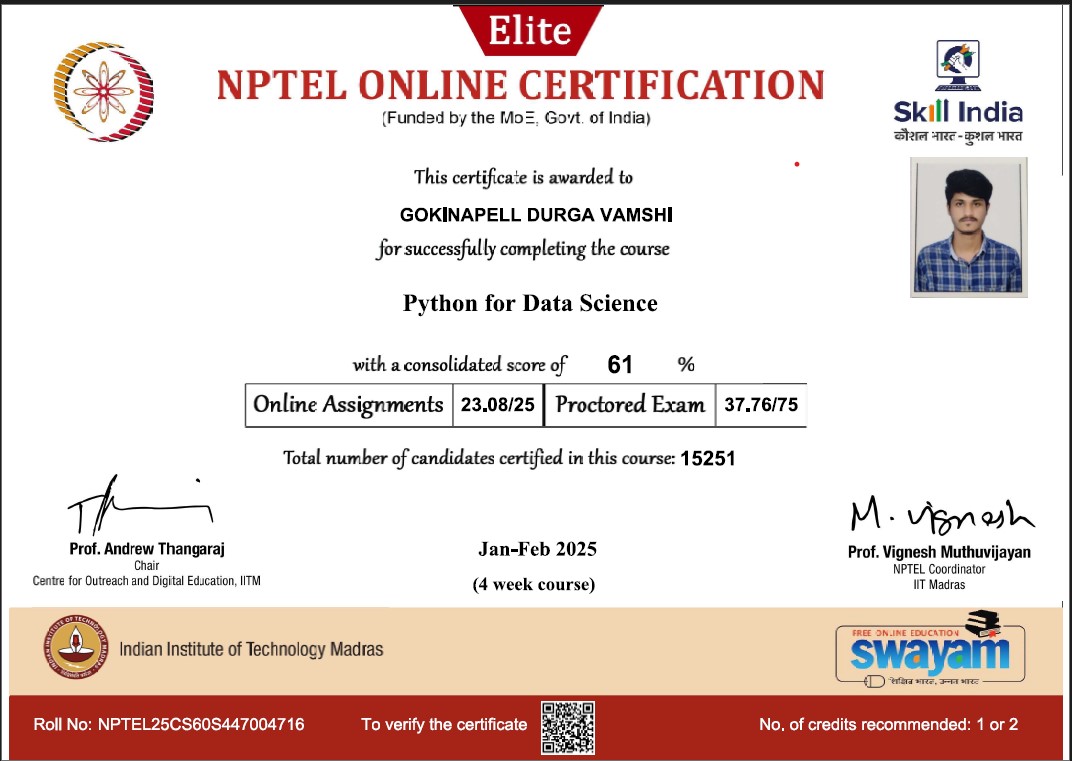 Elite
NPTEL ONLINE CERTIFICATION
(Funded by the MoE, Govt. of India)
Skill India
कौशल भारत - कुशल भारत
This certificate is awarded to
GOKINAPELL DURGA VAMSHI
for successfully completing the course
Python for Data Science
with a consolidated score of 61 %
Online Assignments 23.08/25 Proctored Exam 37.76/75
Total number of candidates certified in this course: 15251
M. Vignesh
Prof. Andrew Thangaraj
Chair
Centre for Outreach and Digital Education, IITM
Jan-Feb 2025
(4 week course)
Prof. Vignesh Muthuvijayan
NPTEL Coordinator
IIT Madras
INDIAN INSTITUTE OF TECHNOLOGY MADRAS
Indian Institute of Technology Madras
FREE ONLINE EDUCATION
swayam
शिक्षित भारत, उन्नत भारत
Roll No: NPTEL25CS60S447004716
To verify the certificate
No. of credits recommended: 1 or 2